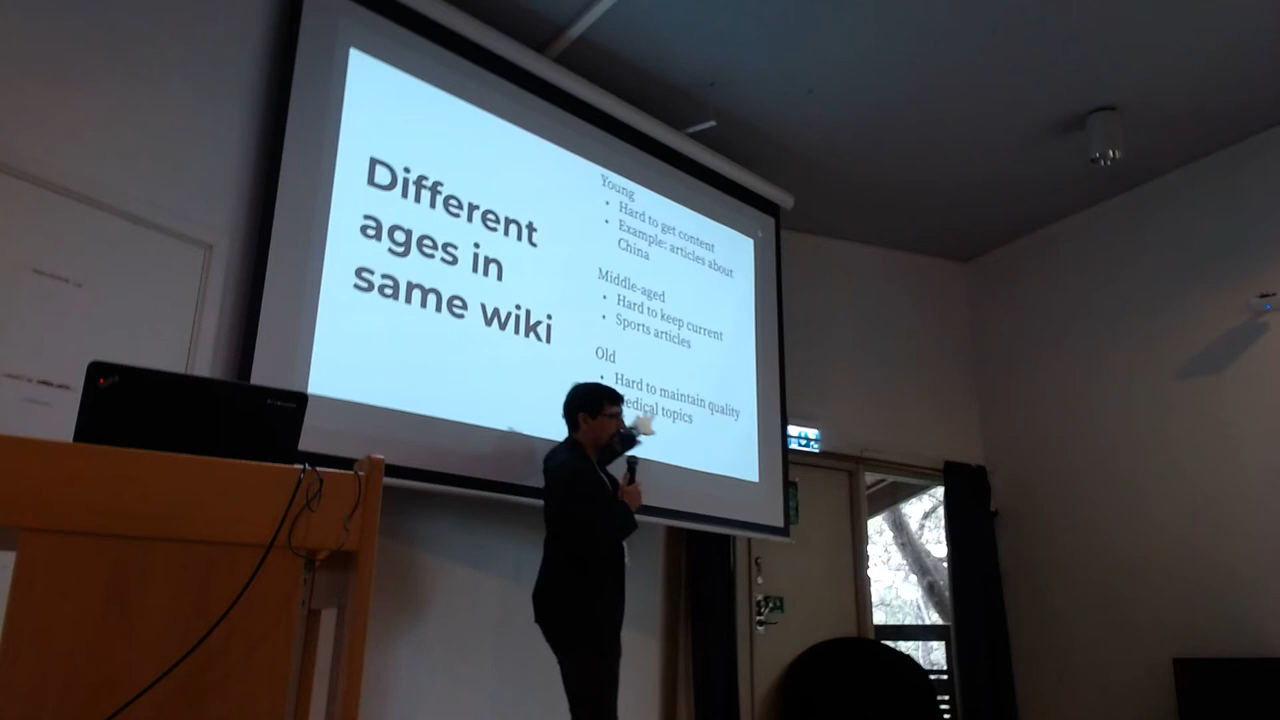 Different
ages in
same wiki
Young
• Hard to get content
• Example: articles about
China
Middle-aged
• Hard to keep current
• Sports articles
Old
• Hard to maintain quality
medical topics